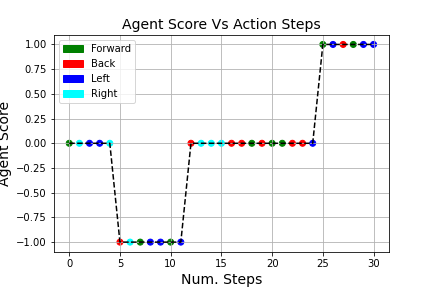 Agent Score Vs Action Steps
1.00
0.75
0.50
0.25
0.00
−0.25
−0.50
−0.75
−1.00
Agent Score
Forward
Back
Left
Right
0 5 10 15 20 25 30
Num. Steps